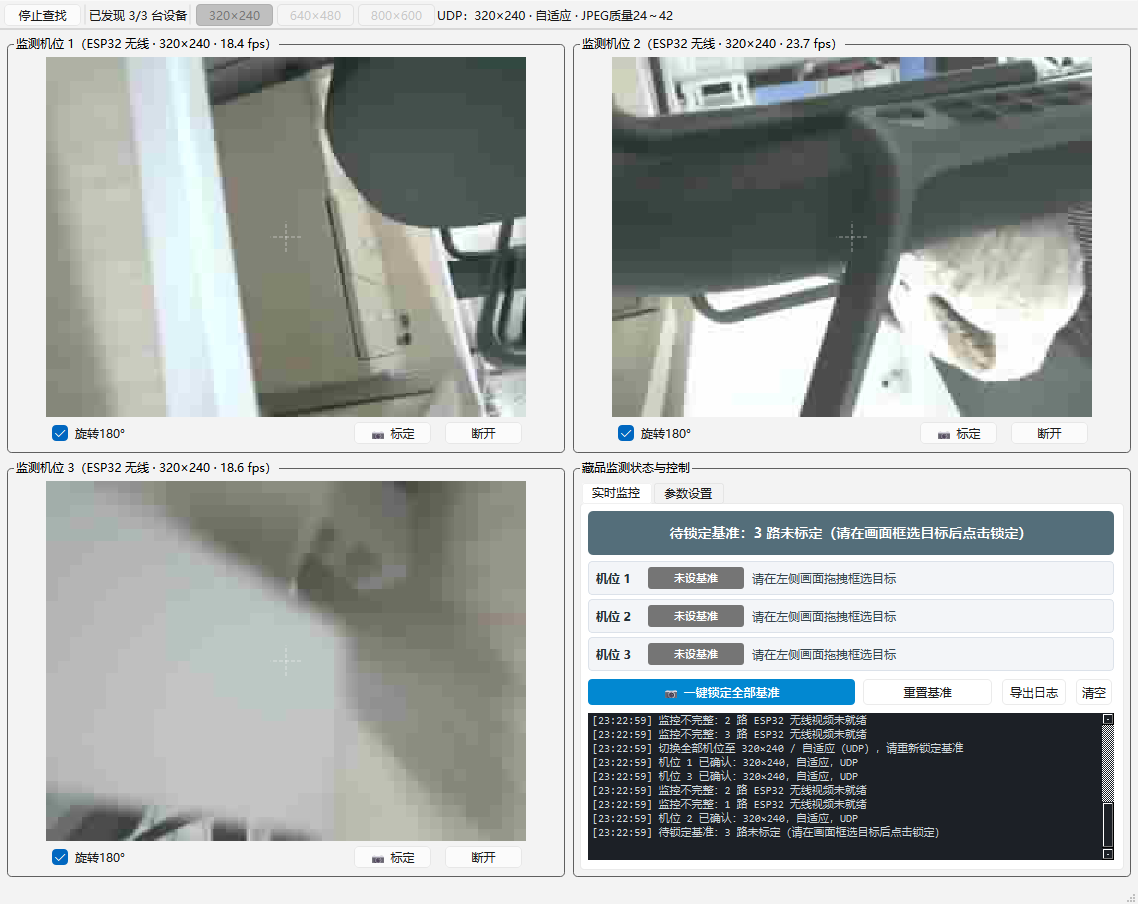 停止查找 已发现 3/3 台设备 320×240 640×480 800×600 UDP：320×240 · 自适应 · JPEG质量24～42
监测机位 1（ESP32 无线 · 320×240 · 18.4 fps）
旋转180°
标定
断开
监测机位 2（ESP32 无线 · 320×240 · 23.7 fps）
旋转180°
标定
断开
监测机位 3（ESP32 无线 · 320×240 · 18.6 fps）
旋转180°
标定
断开
藏品监测状态与控制
实时监控 参数设置
待锁定基准：3 路未标定（请在画面框选目标后点击锁定）
机位 1 未设基准 请在左侧画面拖拽框选目标
机位 2 未设基准 请在左侧画面拖拽框选目标
机位 3 未设基准 请在左侧画面拖拽框选目标
一键锁定全部基准 重置基准 导出日志 清空
[23:22:59] 监控不完整：2 路 ESP32 无线视频未就绪
[23:22:59] 监控不完整：3 路 ESP32 无线视频未就绪
[23:22:59] 切换全部机位至 320×240 / 自适应（UDP），请重新锁定基准
[23:22:59] 机位 1 已确认：320×240，自适应，UDP
[23:22:59] 机位 3 已确认：320×240，自适应，UDP
[23:22:59] 监控不完整：2 路 ESP32 无线视频未就绪
[23:22:59] 监控不完整：1 路 ESP32 无线视频未就绪
[23:22:59] 机位 2 已确认：320×240，自适应，UDP
[23:22:59] 待锁定基准：3 路未标定（请在画面框选目标后点击锁定）